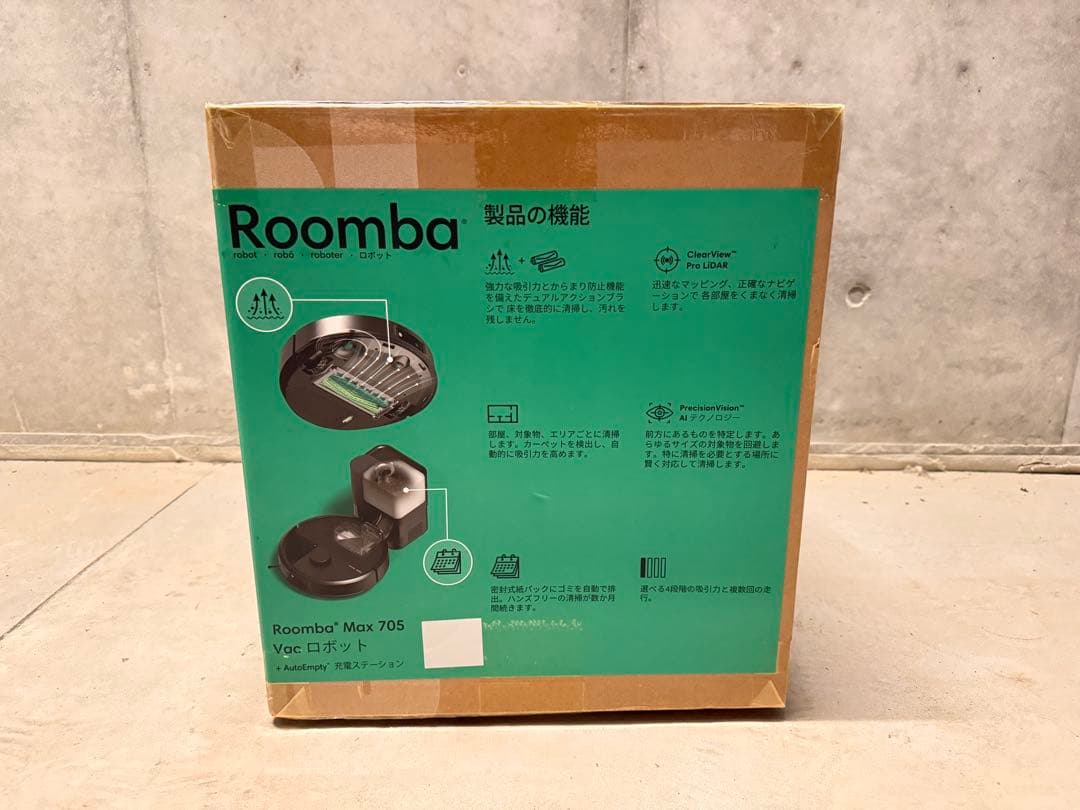 Roomba®
robot · robô · roboter · ロボット
製品の機能
強力な吸引力とからまり防止機能
を備えたデュアルアクションブラ
シで 床を徹底的に清掃し、汚れを
残しません。
ClearView™
Pro LiDAR
迅速なマッピング、正確なナビゲ
ーションで 各部屋をくまなく清掃
します。
部屋、対象物、エリアごとに清掃
します。カーペットを検出し、自
動的に吸引力を高めます。
PrecisionVision™
AI テクノロジー
前方にあるものを特定します。あ
らゆるサイズの対象物を回避しま
す。特に清掃を必要とする場所に
賢く対応して清掃します。
密封式紙パックにゴミを自動で排
出。ハンズフリーの清掃が数か月
間続きます。
選べる4段階の吸引力と複数回の走
行。
Roomba® Max 705
Vac ロボット
+ AutoEmpty™ 充電ステーション